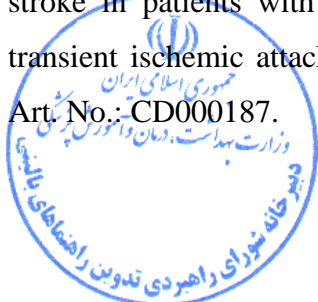 stroke in patients with
transient ischemic attac
جمهوری اسلامی ایران
Art. No.: CD000187.
وزارت بهداشت، درمان و آموزش پزشکی
دبیرخانه شورای راهبردی تدوین راهنماهای بالینی